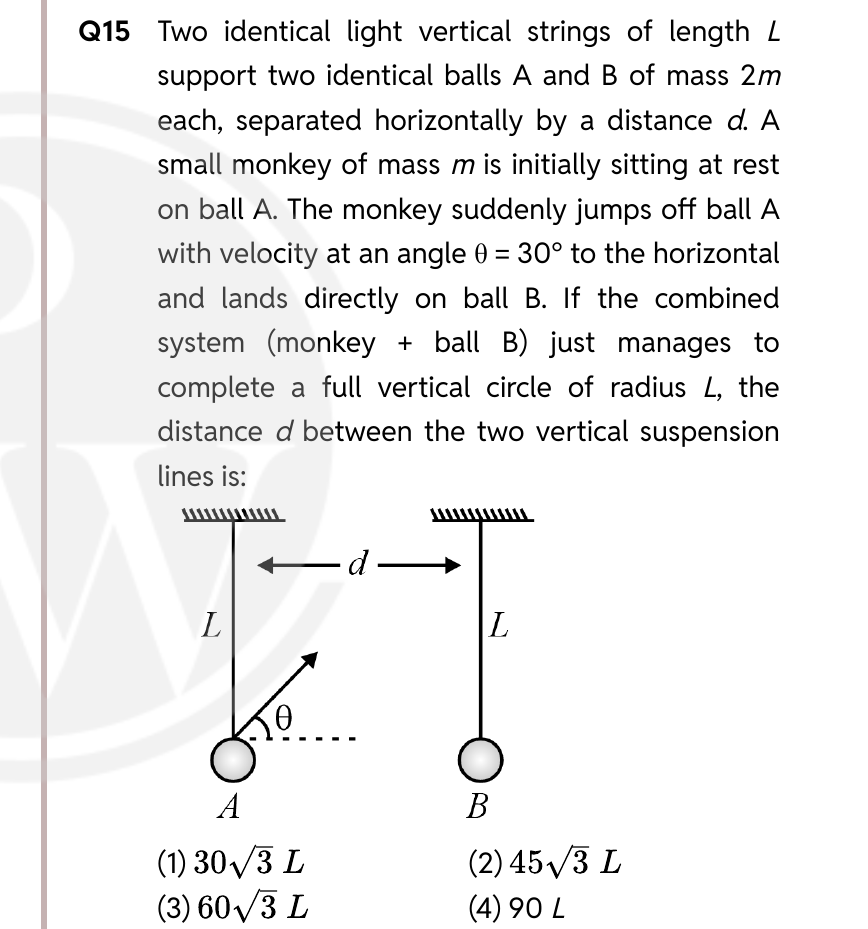 Q15 Two identical light vertical strings of length L
support two identical balls A and B of mass 2m
each, separated horizontally by a distance d. A
small monkey of mass m is initially sitting at rest
on ball A. The monkey suddenly jumps off ball A
with velocity at an angle θ = 30° to the horizontal
and lands directly on ball B. If the combined
system (monkey + ball B) just manages to
complete a full vertical circle of radius L, the
distance d between the two vertical suspension
lines is:
d
L L
θ
A B
(1) 30√3 L (2) 45√3 L
(3) 60√3 L (4) 90 L